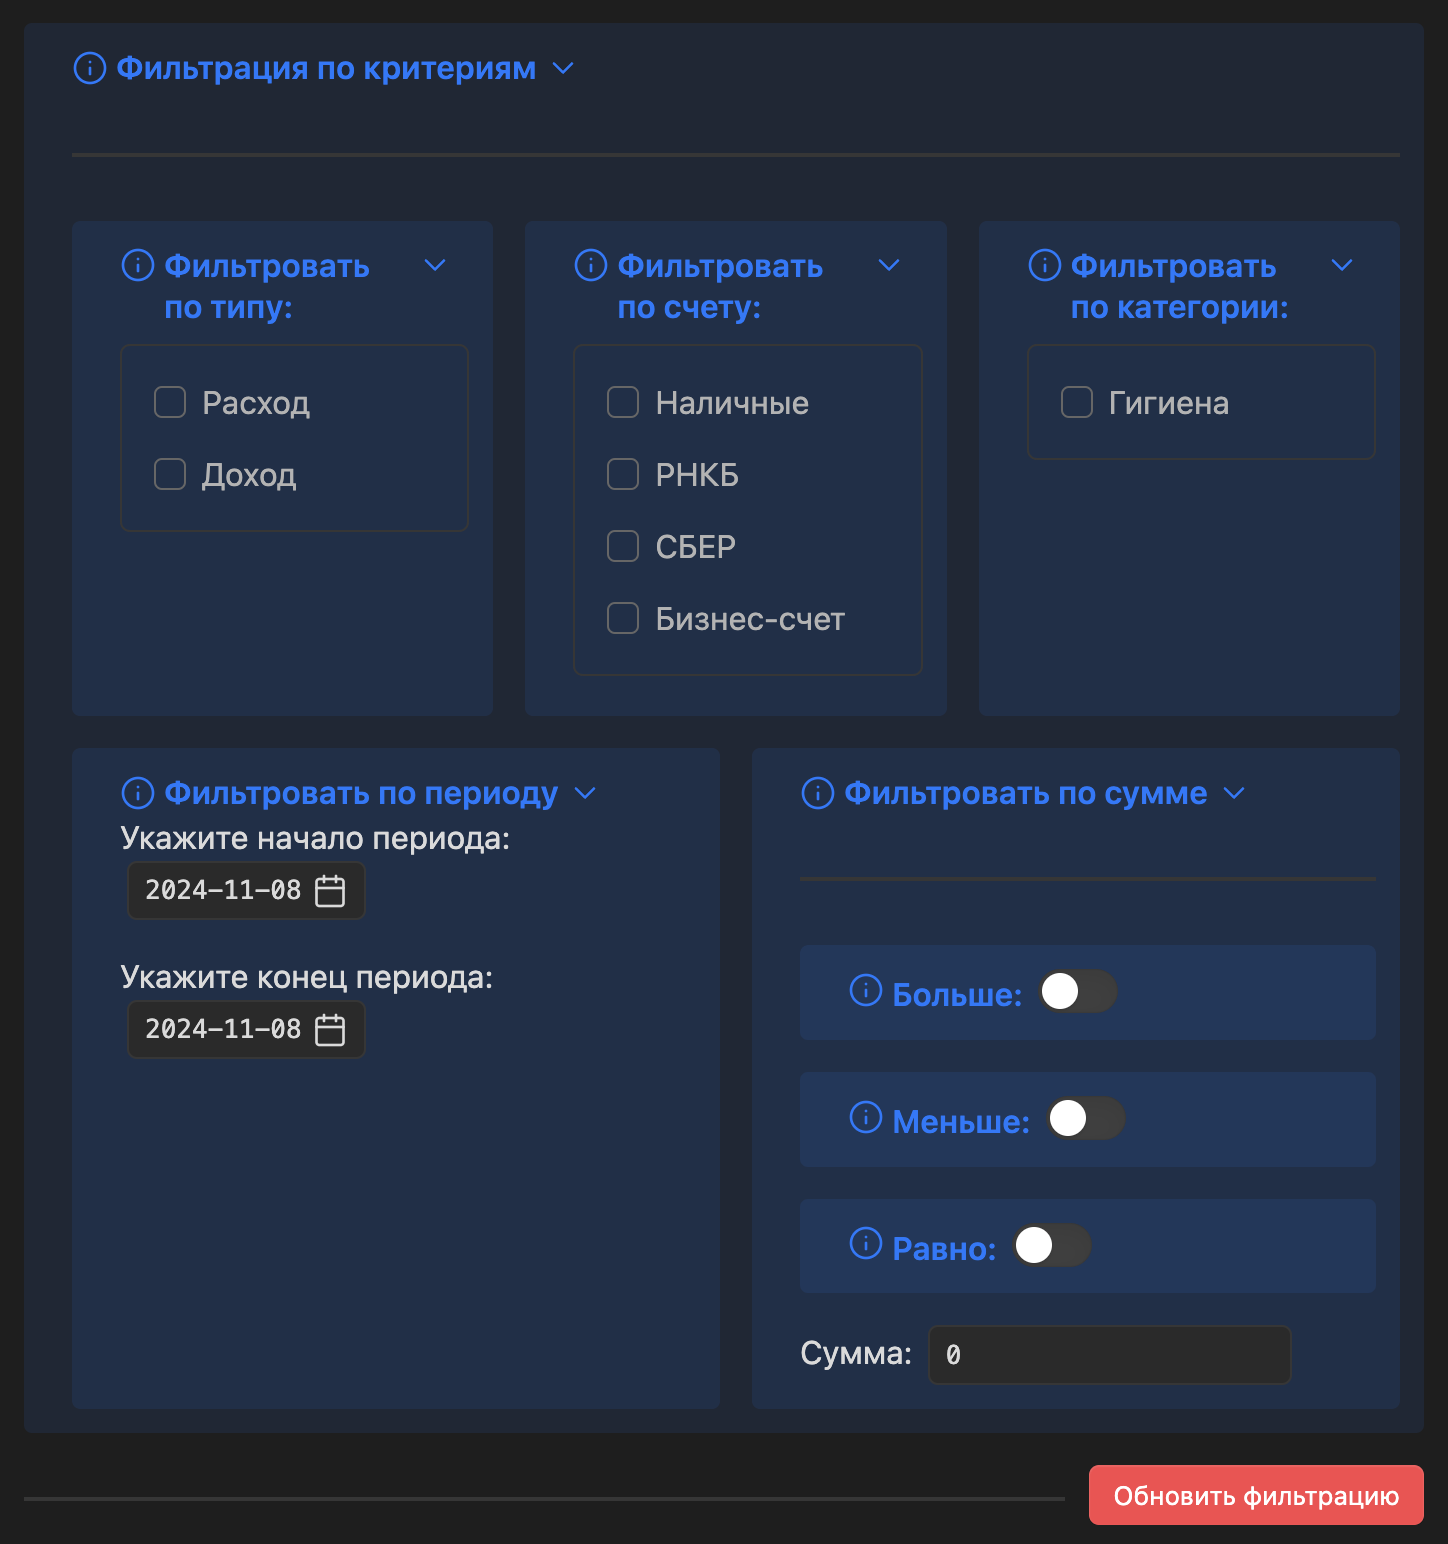 Фильтрация по критериям
Фильтровать
по типу:
Расход
Доход
Фильтровать
по счету:
Наличные
РНКБ
СБЕР
Бизнес-счет
Фильтровать
по категории:
Гигиена
Фильтровать по периоду
Укажите начало периода:
2024-11-08
Укажите конец периода:
2024-11-08
Фильтровать по сумме
Больше:
Меньше:
Равно:
Сумма: 0
Обновить фильтрацию